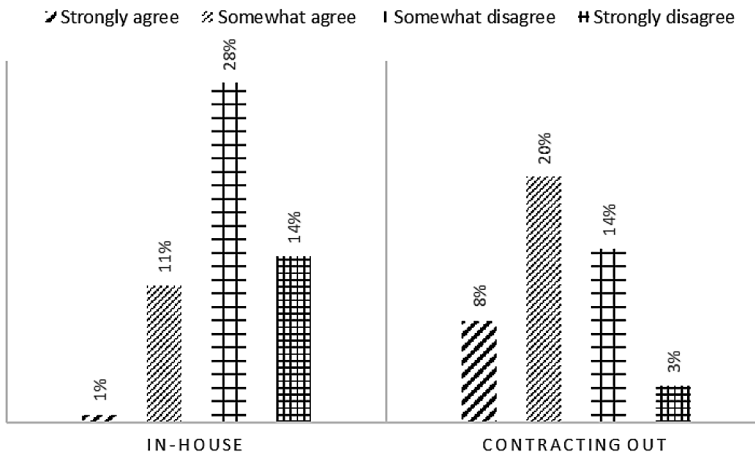 Strongly agree Somewhat agree Somewhat disagree Strongly disagree
1%
11%
28%
14%
8%
20%
14%
3%
IN-HOUSE
CONTRACTING OUT